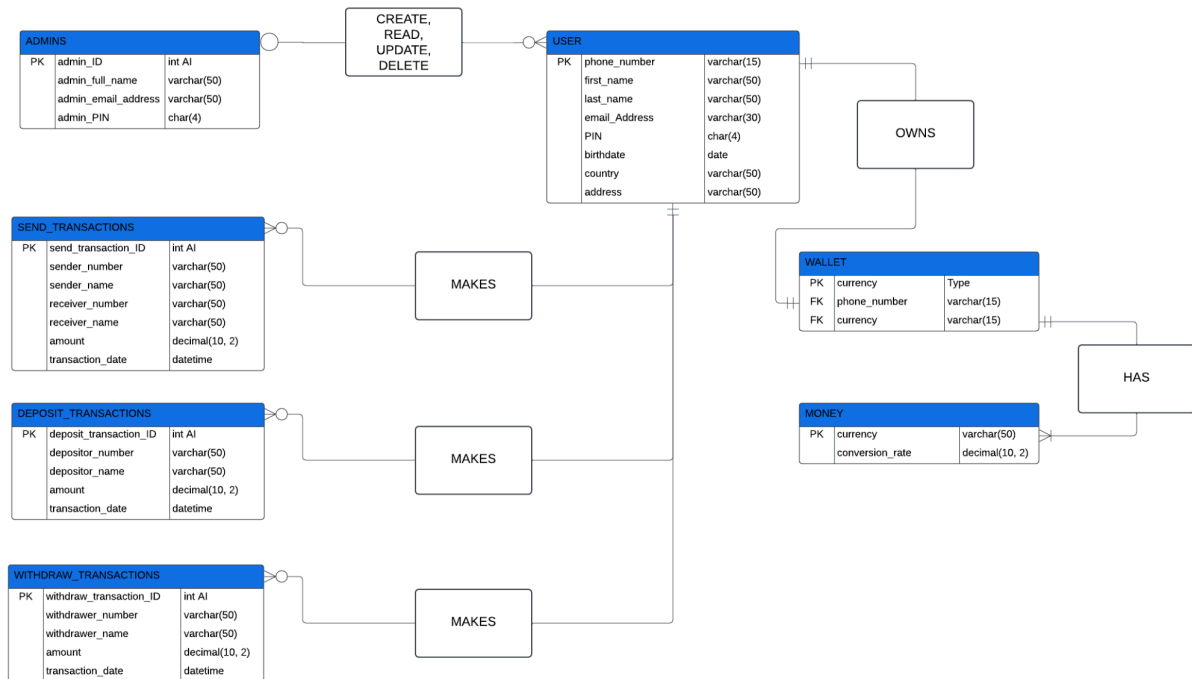 CREATE,
READ,
UPDATE,
DELETE
ADMINS
PK admin_ID int AI
admin_full_name varchar(50)
admin_email_address varchar(50)
admin_PIN char(4)
USER
PK phone_number varchar(15)
first_name varchar(50)
last_name varchar(50)
email_Address varchar(30)
PIN char(4)
birthdate date
country varchar(50)
address varchar(50)
OWNS
SEND_TRANSACTIONS
PK send_transaction_ID int AI
sender_number varchar(50)
sender_name varchar(50)
receiver_number varchar(50)
receiver_name varchar(50)
amount decimal(10, 2)
transaction_date datetime
MAKES
WALLET
PK currency Type
FK phone_number varchar(15)
FK currency varchar(15)
HAS
DEPOSIT_TRANSACTIONS
PK deposit_transaction_ID int AI
depositor_number varchar(50)
depositor_name varchar(50)
amount decimal(10, 2)
transaction_date datetime
MAKES
MONEY
PK currency varchar(50)
conversion_rate decimal(10, 2)
WITHDRAW_TRANSACTIONS
PK withdraw_transaction_ID int AI
withdrawer_number varchar(50)
withdrawer_name varchar(50)
amount decimal(10, 2)
transaction_date datetime
MAKES